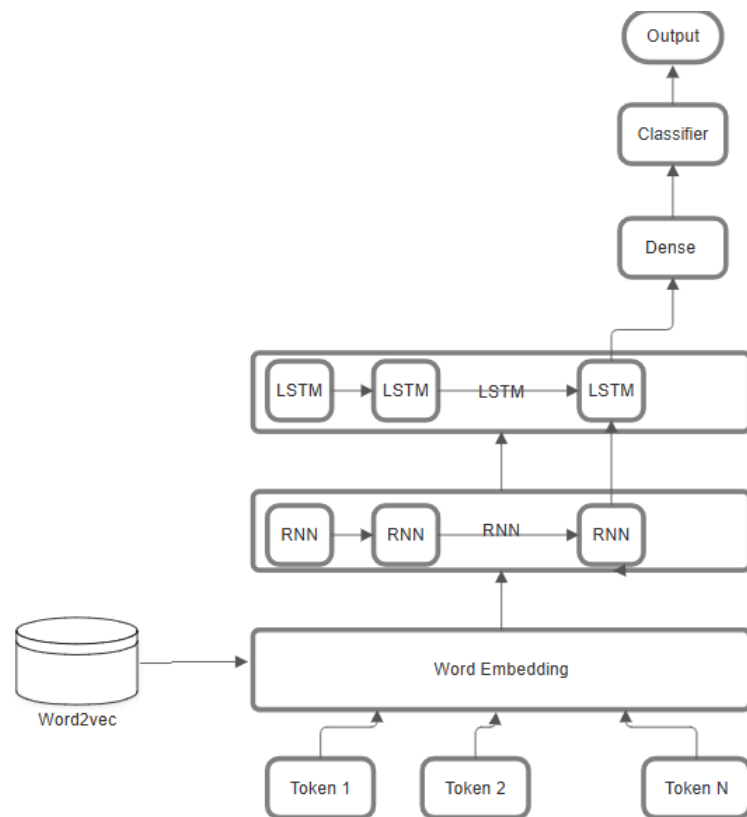 Output
Classifier
Dense
LSTM
LSTM
LSTM
LSTM
RNN
RNN
RNN
RNN
Word Embedding
Word2vec
Token 1
Token 2
Token N